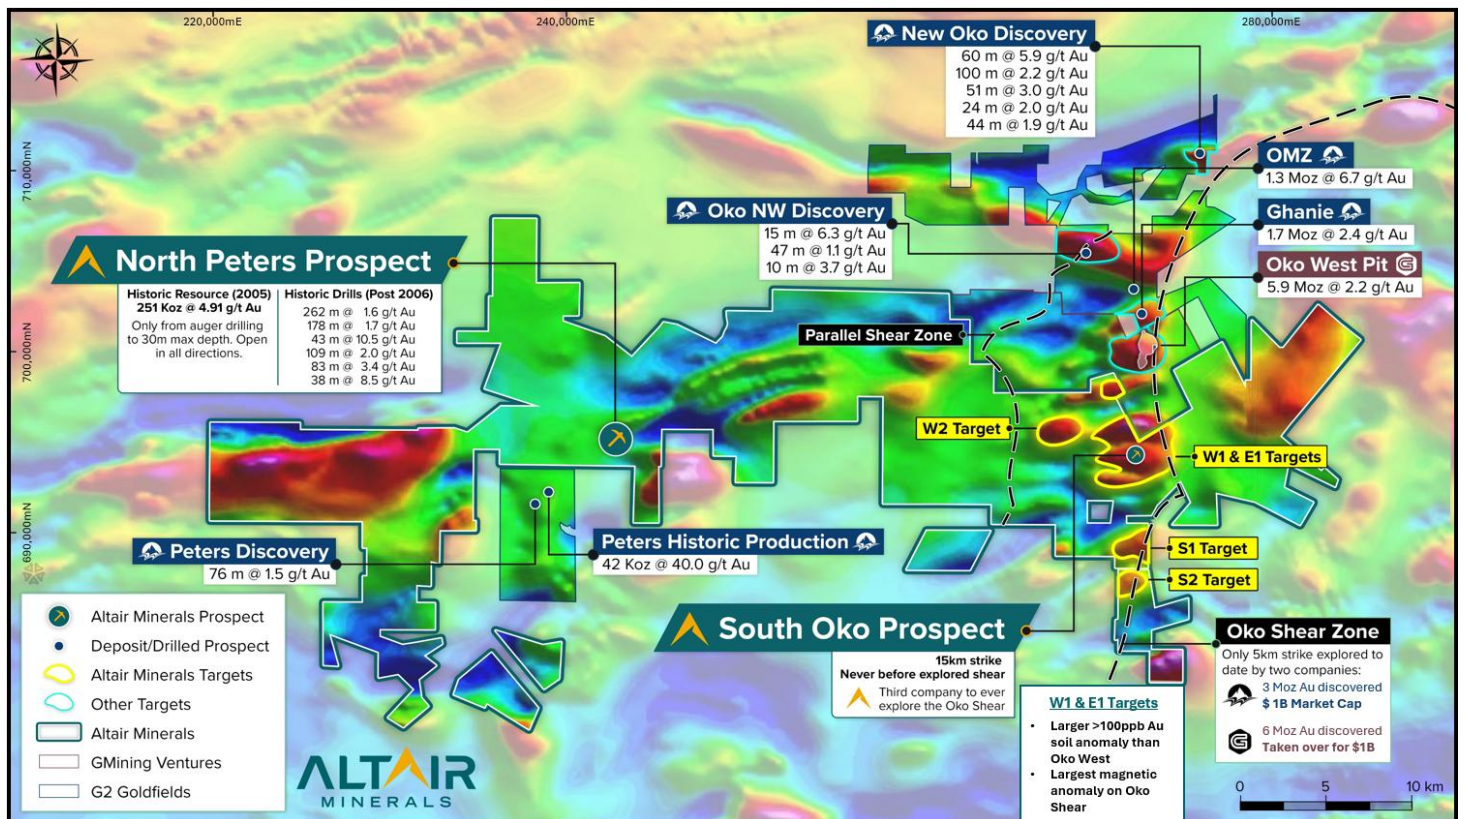 220,000mE
240,000mE
280,000mE
710,000mN
700,000mN
690,000mN
New Oko Discovery
60 m @ 5.9 g/t Au
100 m @ 2.2 g/t Au
51 m @ 3.0 g/t Au
24 m @ 2.0 g/t Au
44 m @ 1.9 g/t Au
OMZ
1.3 Moz @ 6.7 g/t Au
Oko NW Discovery
15 m @ 6.3 g/t Au
47 m @ 1.1 g/t Au
10 m @ 3.7 g/t Au
Ghanie
1.7 Moz @ 2.4 g/t Au
Oko West Pit
5.9 Moz @ 2.2 g/t Au
North Peters Prospect
Historic Resource (2005)
251 Koz @ 4.91 g/t Au
Only from auger drilling
to 30m max depth. Open
in all directions.
Historic Drills (Post 2006)
262 m @ 1.6 g/t Au
178 m @ 1.7 g/t Au
43 m @ 10.5 g/t Au
109 m @ 2.0 g/t Au
83 m @ 3.4 g/t Au
38 m @ 8.5 g/t Au
Parallel Shear Zone
W2 Target
W1 & E1 Targets
S1 Target
S2 Target
Peters Discovery
76 m @ 1.5 g/t Au
Peters Historic Production
42 Koz @ 40.0 g/t Au
South Oko Prospect
15km strike
Never before explored shear
Third company to ever
explore the Oko Shear
Oko Shear Zone
Only 5km strike explored to
date by two companies:
3 Moz Au discovered
$ 1B Market Cap
6 Moz Au discovered
Taken over for $1B
W1 & E1 Targets
• Larger >100ppb Au
soil anomaly than
Oko West
• Largest magnetic
anomaly on Oko
Shear
Altair Minerals Prospect
Deposit/Drilled Prospect
Altair Minerals Targets
Other Targets
Altair Minerals
GMining Ventures
G2 Goldfields
ALTAIR
MINERALS
0 5 10 km